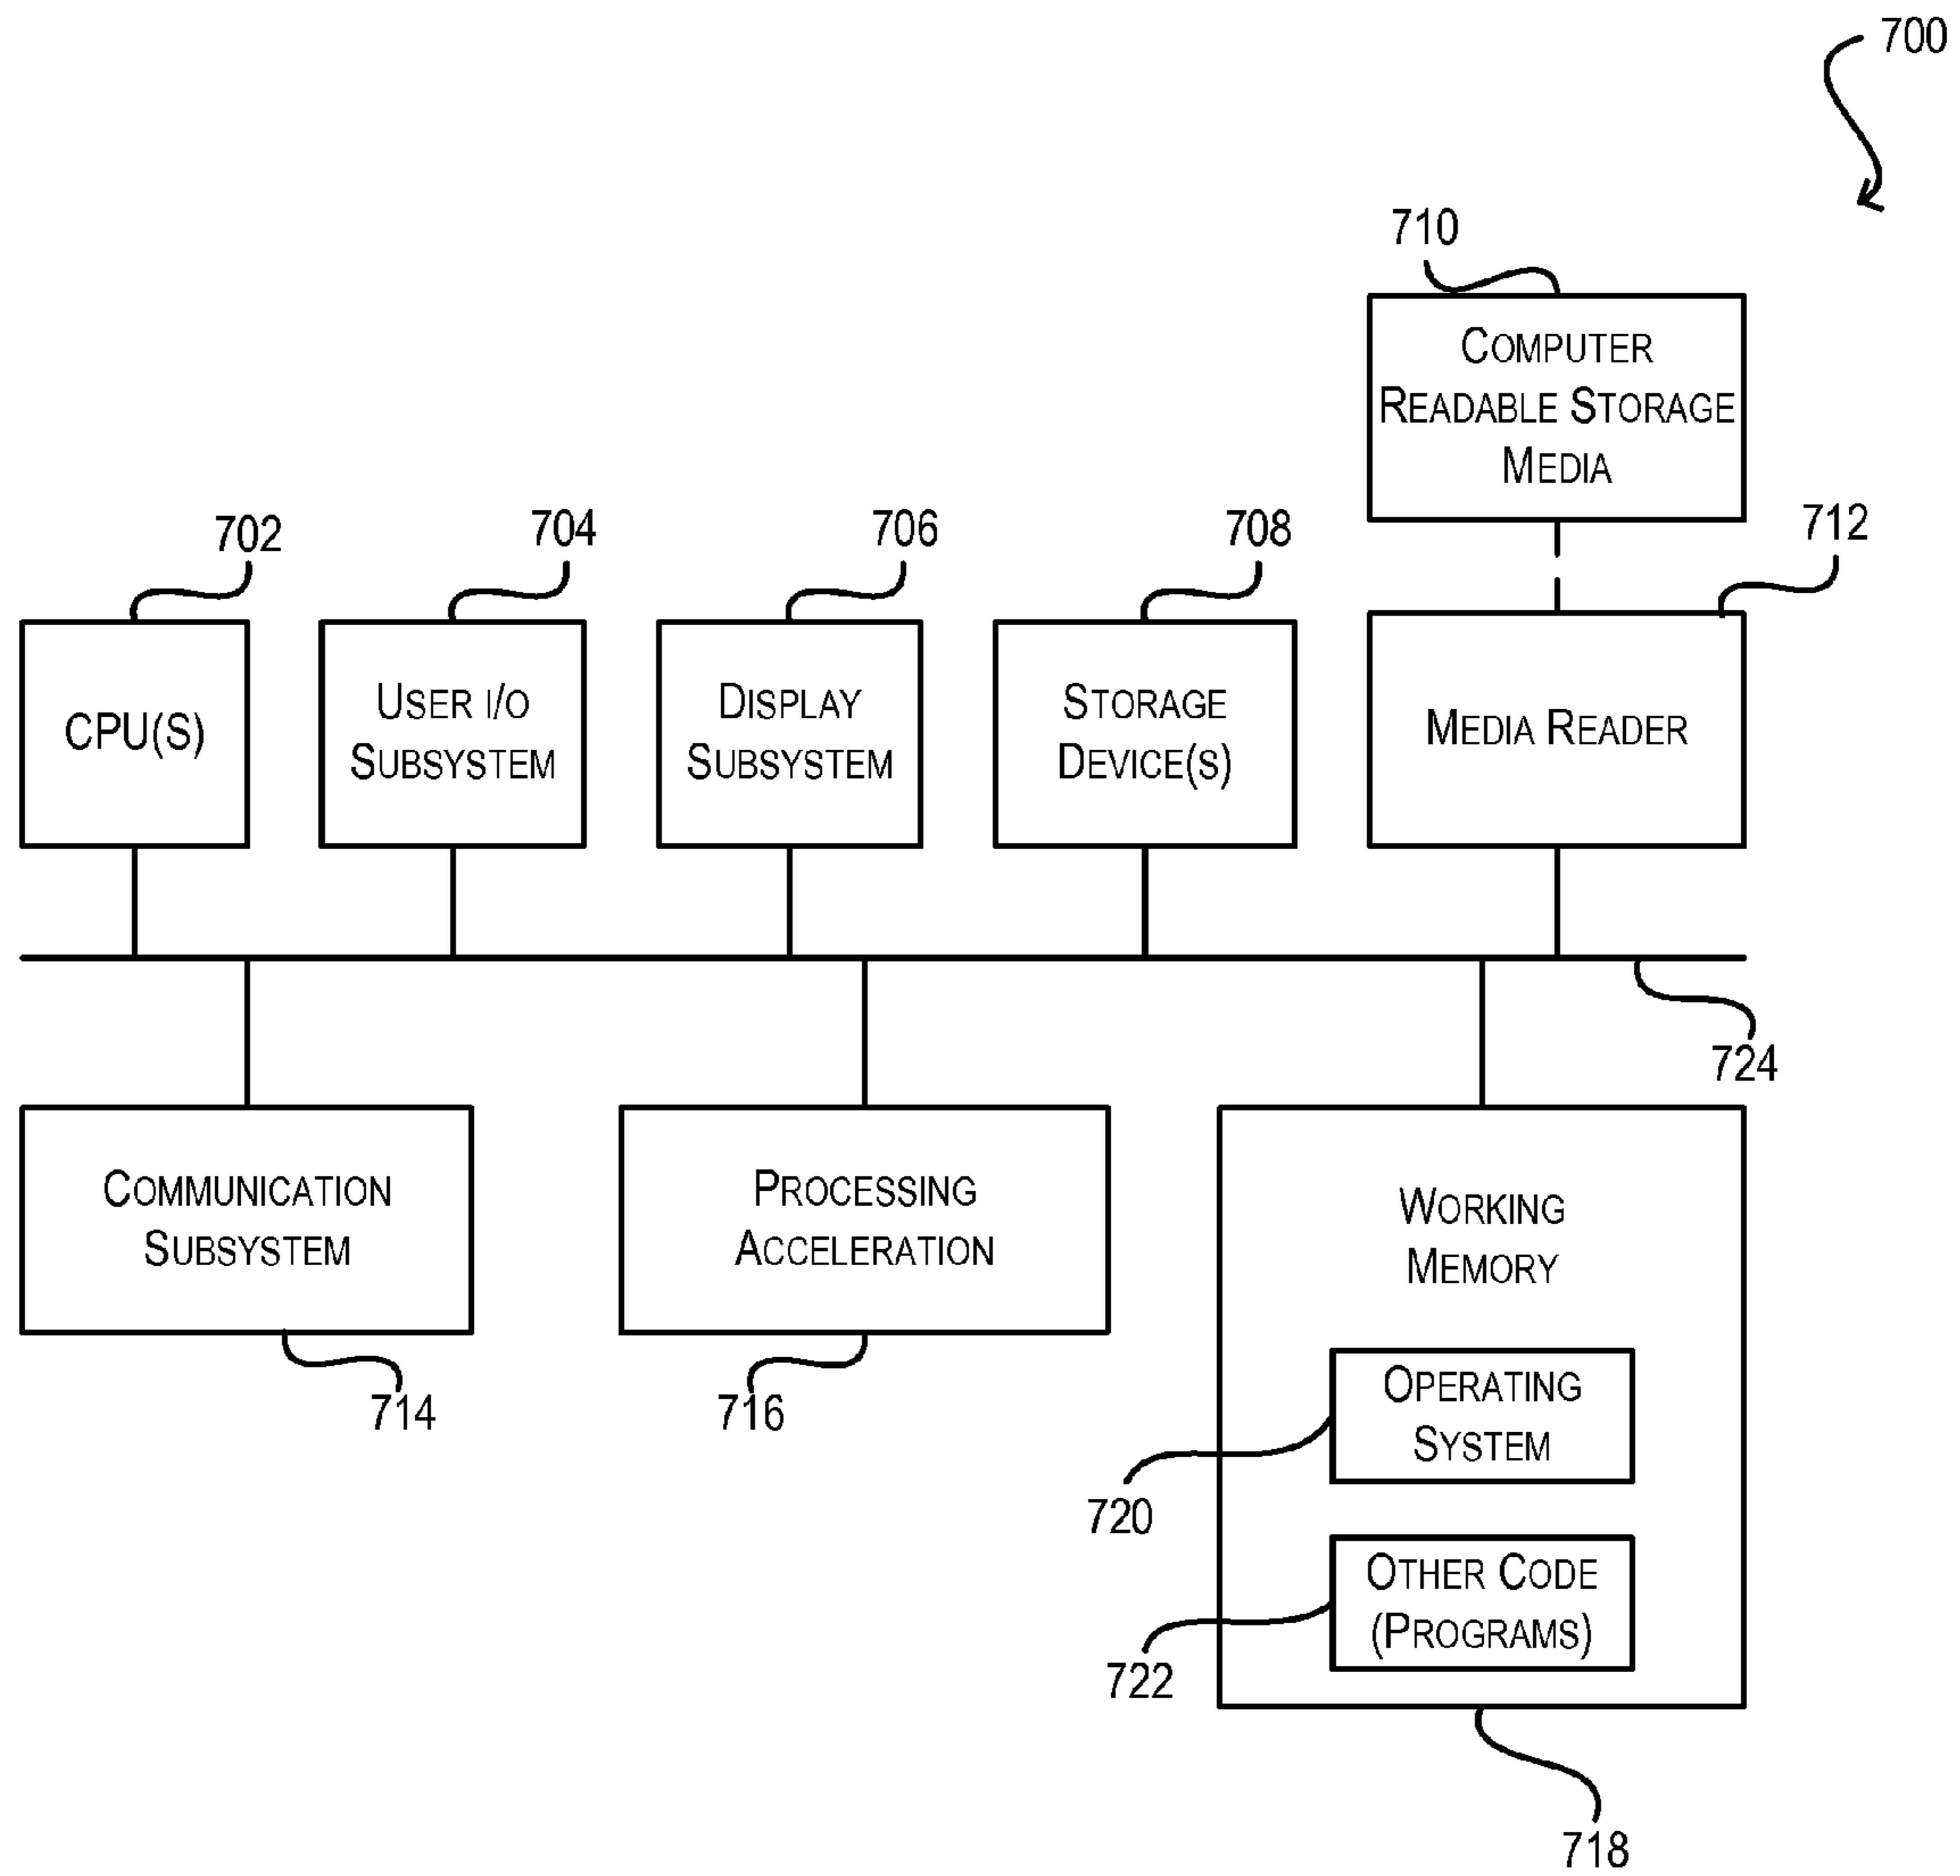 700
710
COMPUTER
READABLE STORAGE
MEDIA
702
704
706
708
712
CPU(S)
USER I/O
SUBSYSTEM
DISPLAY
SUBSYSTEM
STORAGE
DEVICE(S)
MEDIA READER
724
COMMUNICATION
SUBSYSTEM
PROCESSING
ACCELERATION
WORKING
MEMORY
714
716
OPERATING
SYSTEM
720
OTHER CODE
(PROGRAMS)
722
718